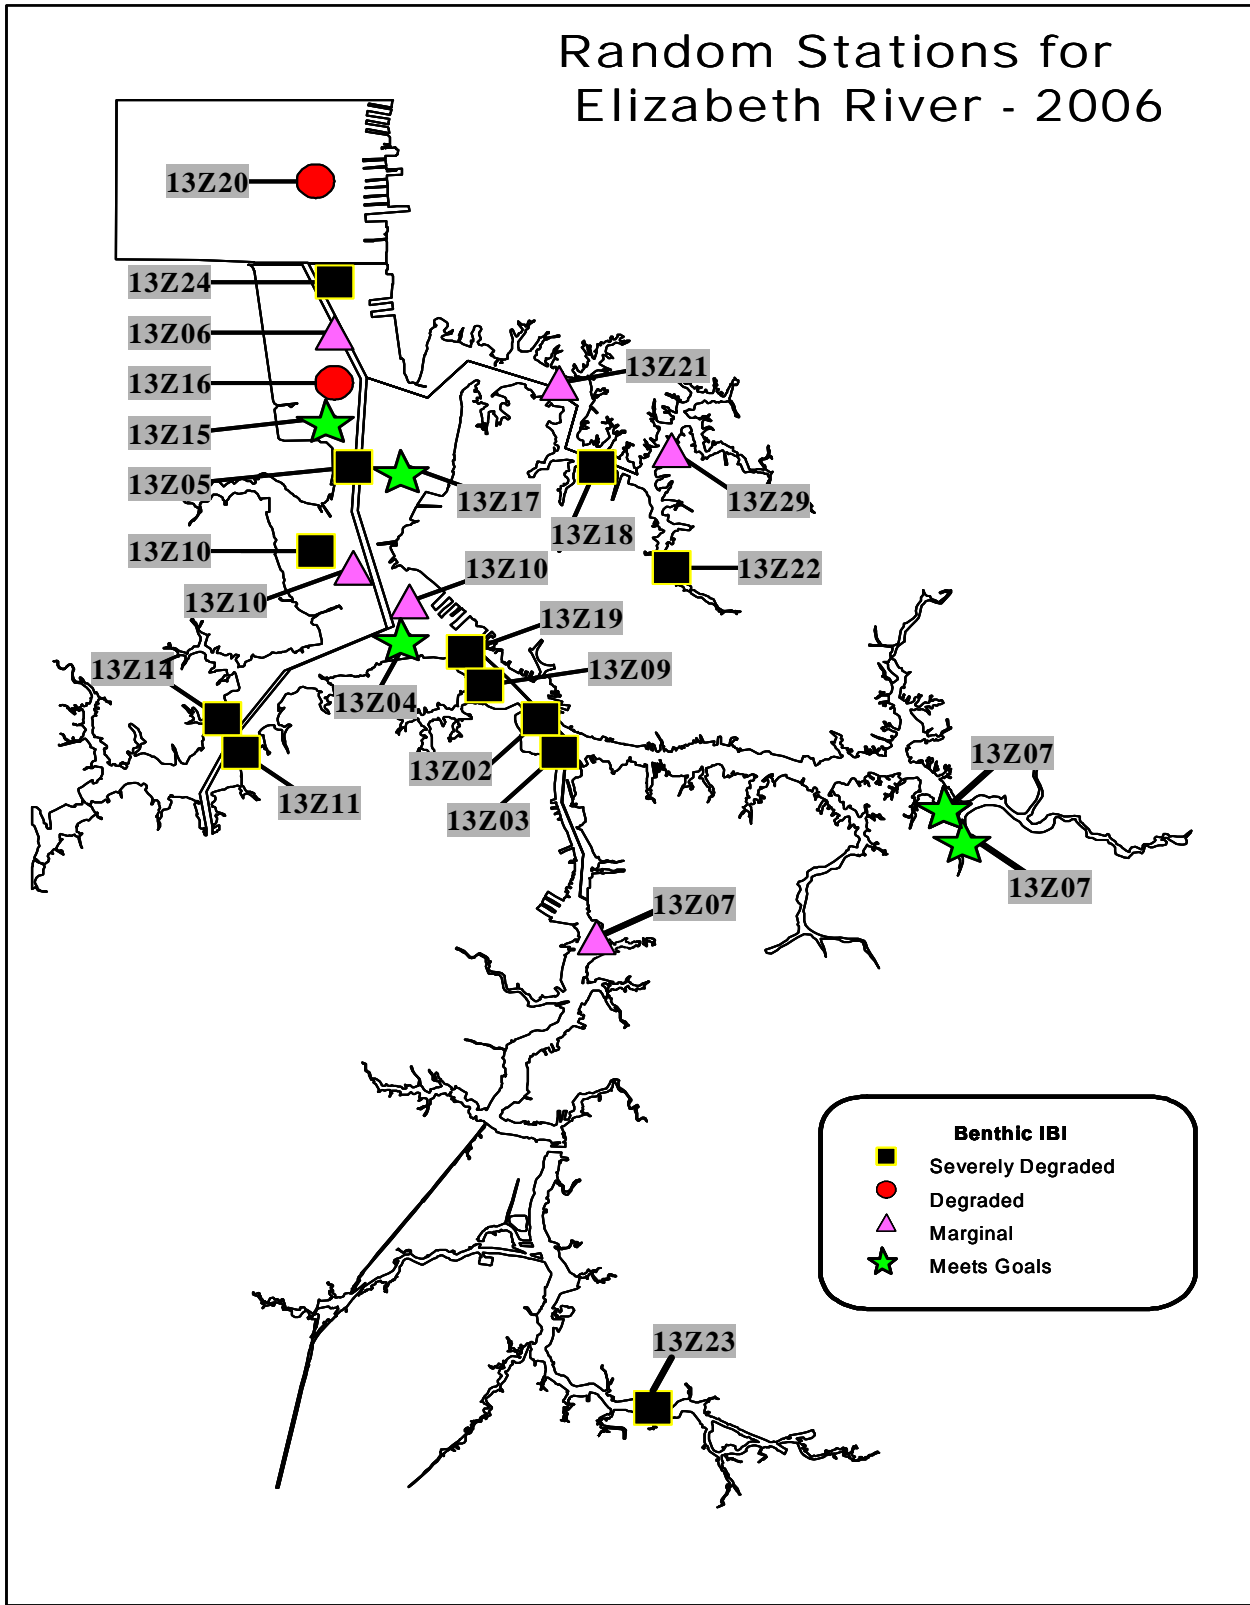 Random Stations for
Elizabeth River - 2006
13Z20
13Z24
13Z06
13Z16
13Z15
13Z05
13Z17
13Z21
13Z29
13Z18
13Z22
13Z10
13Z10
13Z10
13Z19
13Z09
13Z14
13Z04
13Z02
13Z11
13Z03
13Z07
13Z07
13Z07
13Z23
Benthic IBI
Severely Degraded
Degraded
Marginal
Meets Goals